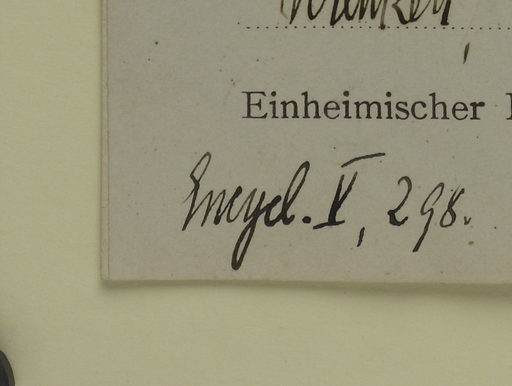 Einheimischer
Encycl. V, 298.